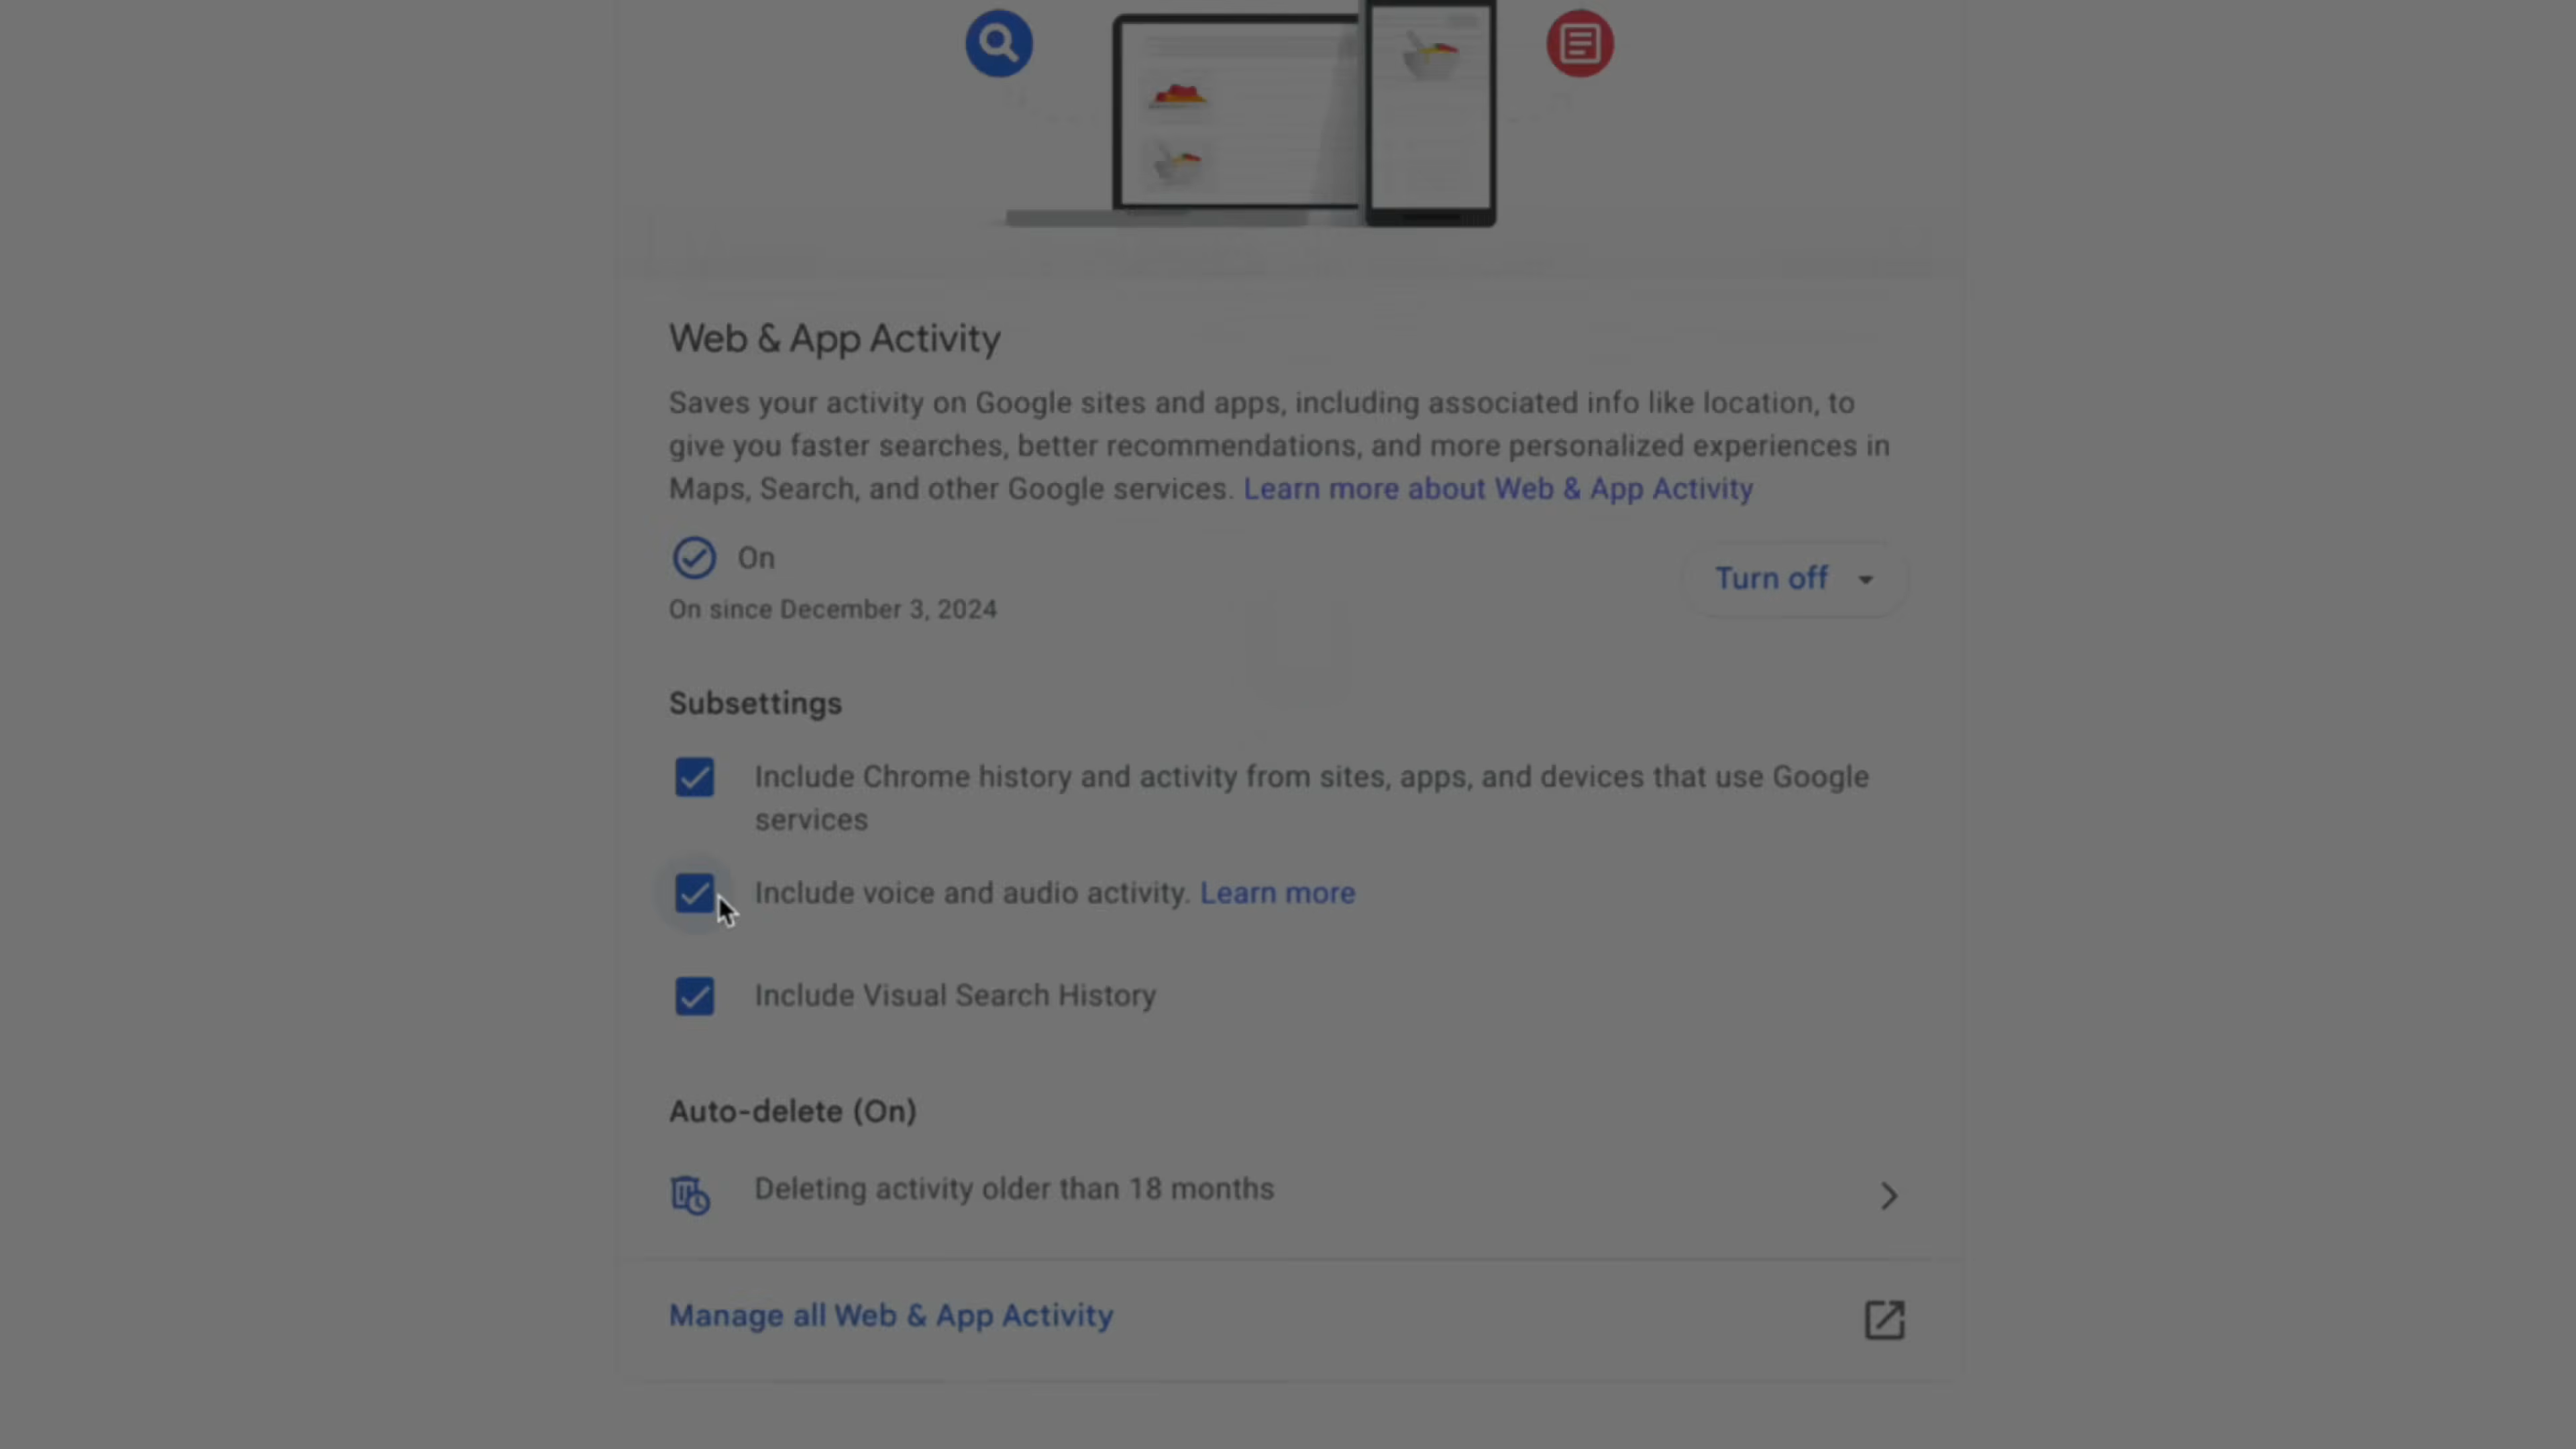 Web & App Activity
Saves your activity on Google sites and apps, including associated info like location, to
give you faster searches, better recommendations, and more personalized experiences in
Maps, Search, and other Google services. Learn more about Web & App Activity
On
Turn off
On since December 3, 2024
Subsettings
Include Chrome history and activity from sites, apps, and devices that use Google
services
Include voice and audio activity. Learn more
Include Visual Search History
Auto-delete (On)
Deleting activity older than 18 months
Manage all Web & App Activity